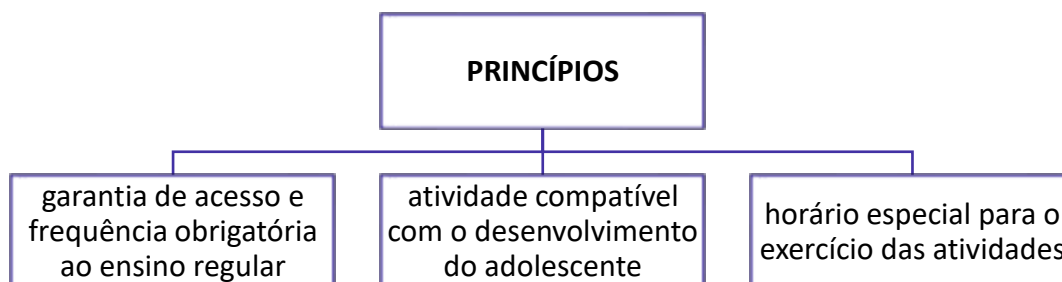 PRINCÍPIOS
garantia de acesso e
frequência obrigatória
ao ensino regular
atividade compatível
com o desenvolvimento
do adolescente
horário especial para o
exercício das atividades